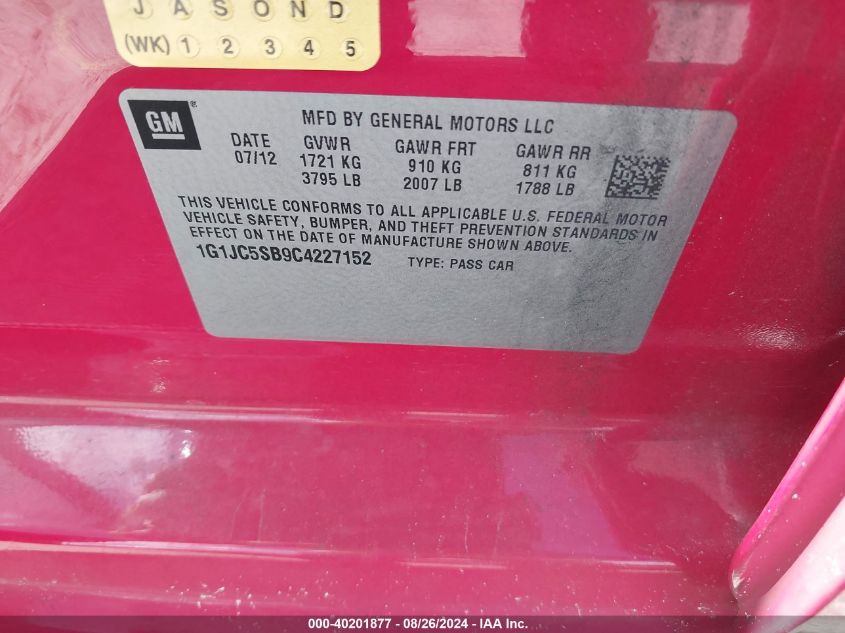 J A S O N D
(WK) 1 2 3 4 5
GM ®
MFD BY GENERAL MOTORS LLC
DATE GVWR GAWR FRT GAWR RR
07/12 1721 KG 910 KG 811 KG
3795 LB 2007 LB 1788 LB
THIS VEHICLE CONFORMS TO ALL APPLICABLE U.S. FEDERAL MOTOR
VEHICLE SAFETY, BUMPER, AND THEFT PREVENTION STANDARDS IN
EFFECT ON THE DATE OF MANUFACTURE SHOWN ABOVE.
1G1JC5SB9C4227152 TYPE: PASS CAR
000-40201877 - 08/26/2024 - IAA Inc.